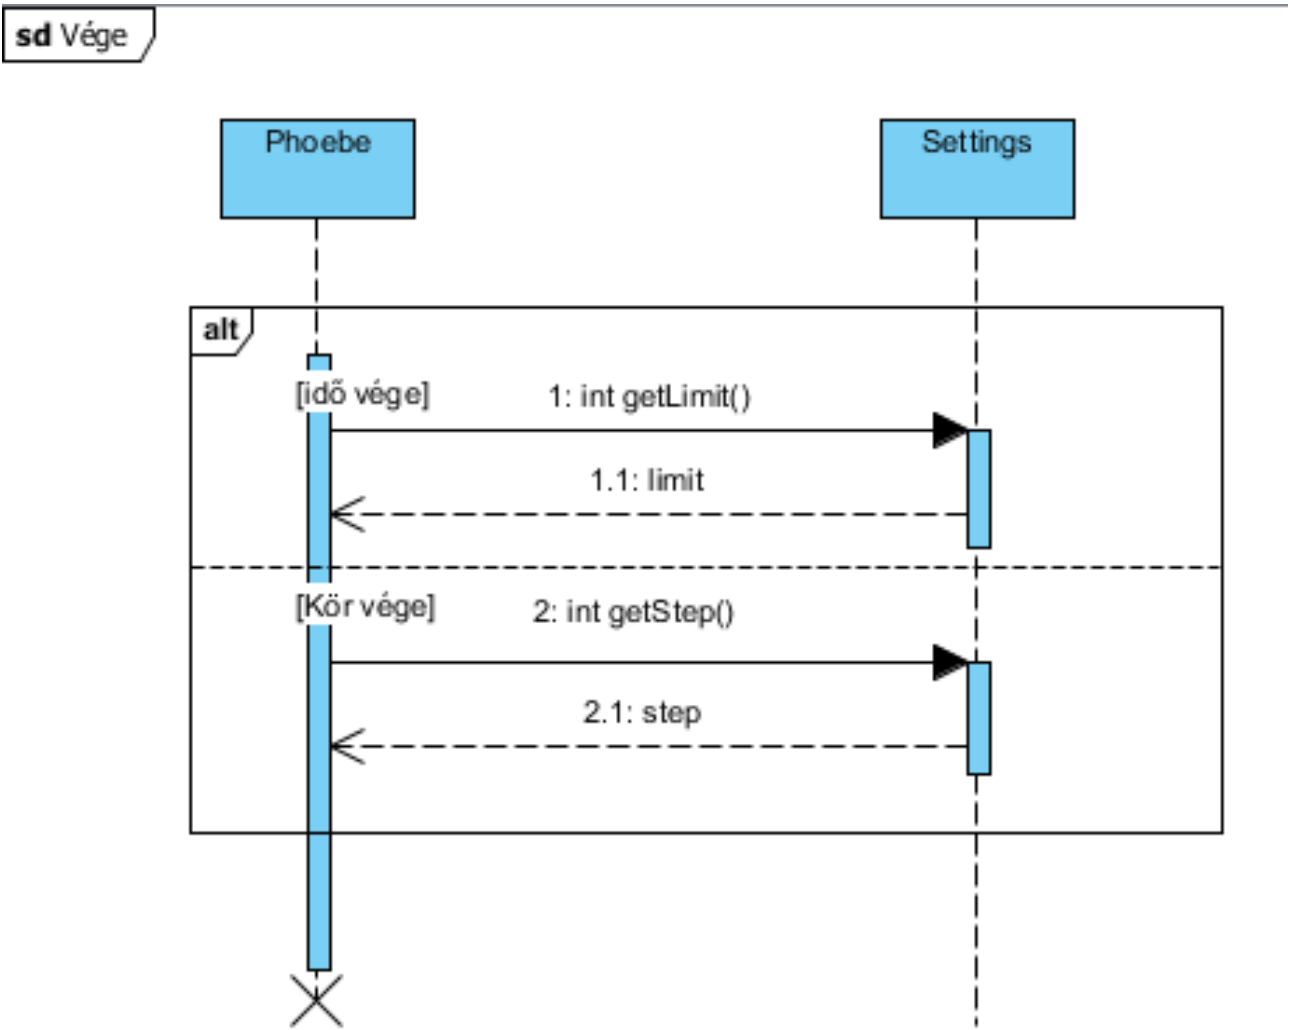 sd Vége
Phoebe
Settings
alt
[idő vége]
1: int getLimit()
1.1: limit
[Kör vége]
2: int getStep()
2.1: step